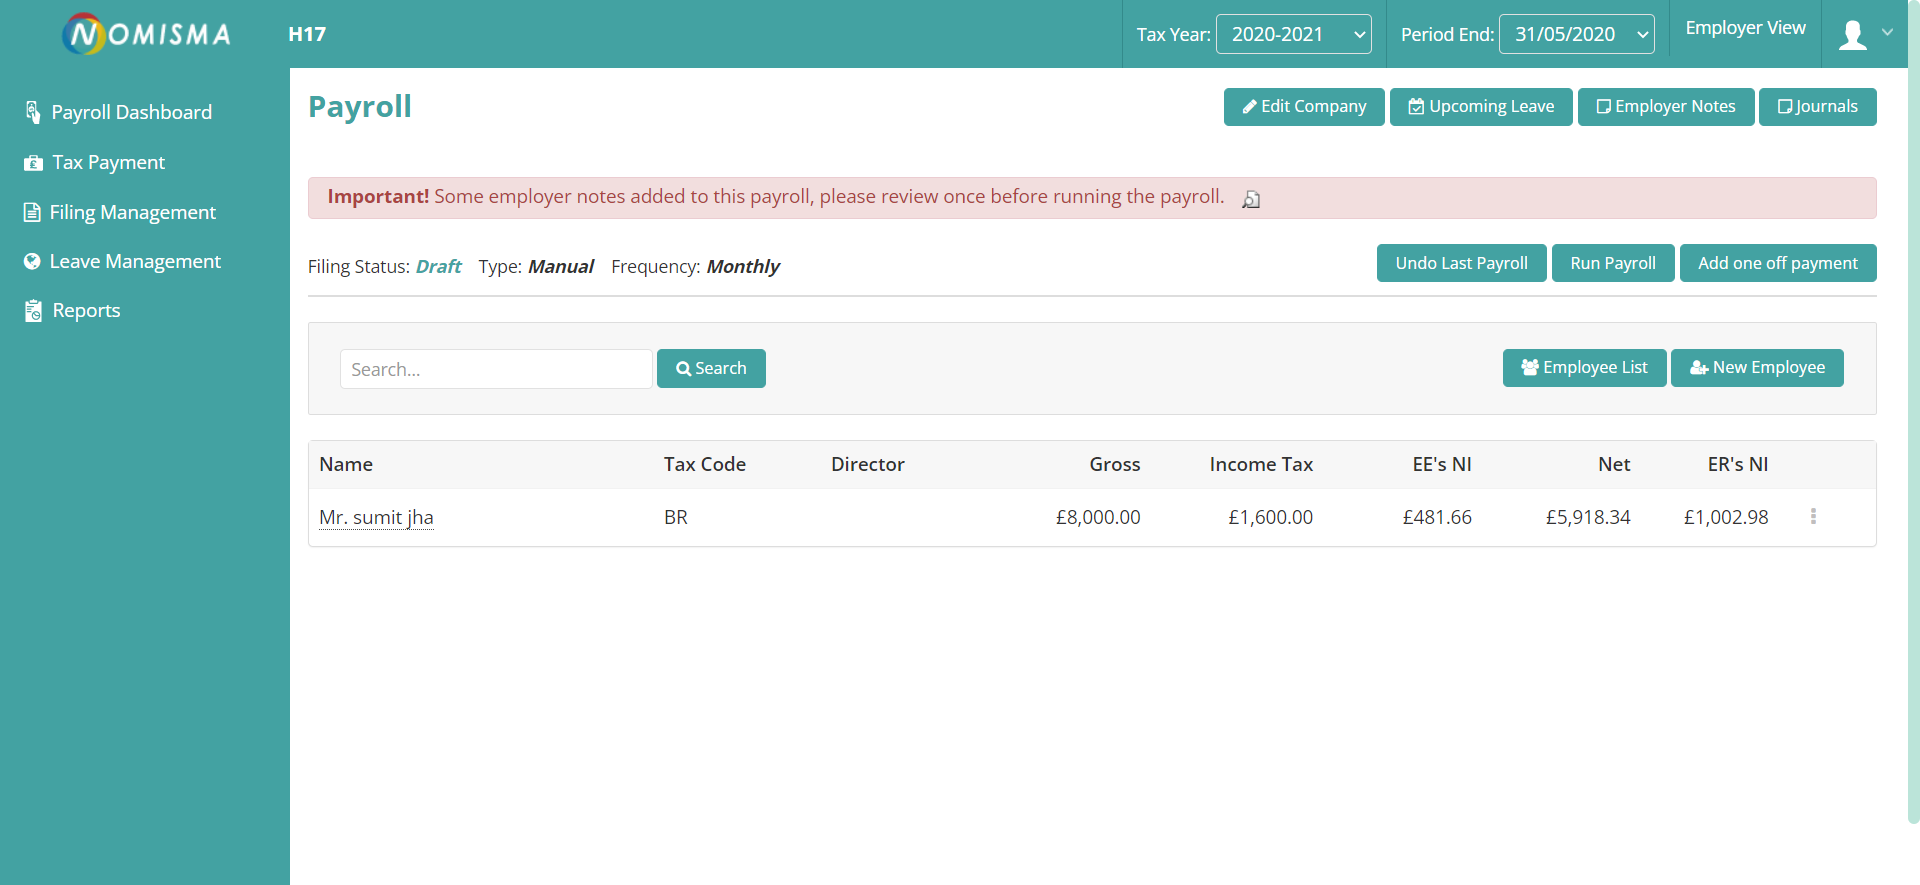 NOMISMA
H17
Tax Year: 2020-2021
Period End: 31/05/2020
Employer View
Payroll Dashboard
Tax Payment
Filing Management
Leave Management
Reports
Payroll
Edit Company
Upcoming Leave
Employer Notes
Journals
Important! Some employer notes added to this payroll, please review once before running the payroll.
Filing Status: Draft Type: Manual Frequency: Monthly
Undo Last Payroll
Run Payroll
Add one off payment
Search...
Search
Employee List
New Employee
Name Tax Code Director Gross Income Tax EE's NI Net ER's NI
Mr. sumit jha BR £8,000.00 £1,600.00 £481.66 £5,918.34 £1,002.98